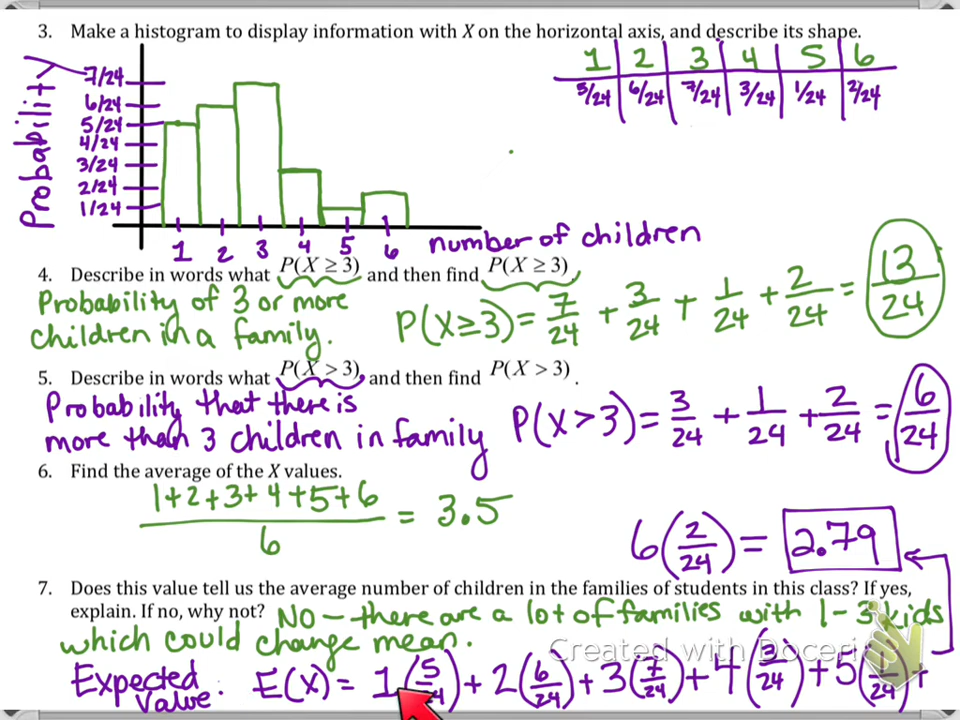 3. Make a histogram to display information with X on the horizontal axis, and describe its shape.
1 2 3 4 5 6
5/24 6/24 7/24 3/24 1/24 2/24
Probability
7/24
6/24
5/24
4/24
3/24
2/24
1/24
1 2 3 4 5 6 number of children
4. Describe in words what P(X ≥ 3) and then find P(X ≥ 3)
Probability of 3 or more
children in a family.
P(X≥3) = 7/24 + 3/24 + 1/24 + 2/24 = 13/24
5. Describe in words what P(X > 3), and then find P(X > 3).
Probability that there is
more than 3 children in family
P(X>3) = 3/24 + 1/24 + 2/24 = 6/24
6. Find the average of the X values.
1+2+3+4+5+6
6
= 3.5
6(2/24) = 2.79
7. Does this value tell us the average number of children in the families of students in this class? If yes,
explain. If no, why not? No - there are a lot of families with 1-3 kids
which could change mean.
Created with Doceri
Expected Value: E(X) = 1(5/24) + 2(6/24) + 3(7/24) + 4( /24) + 5( /24) +